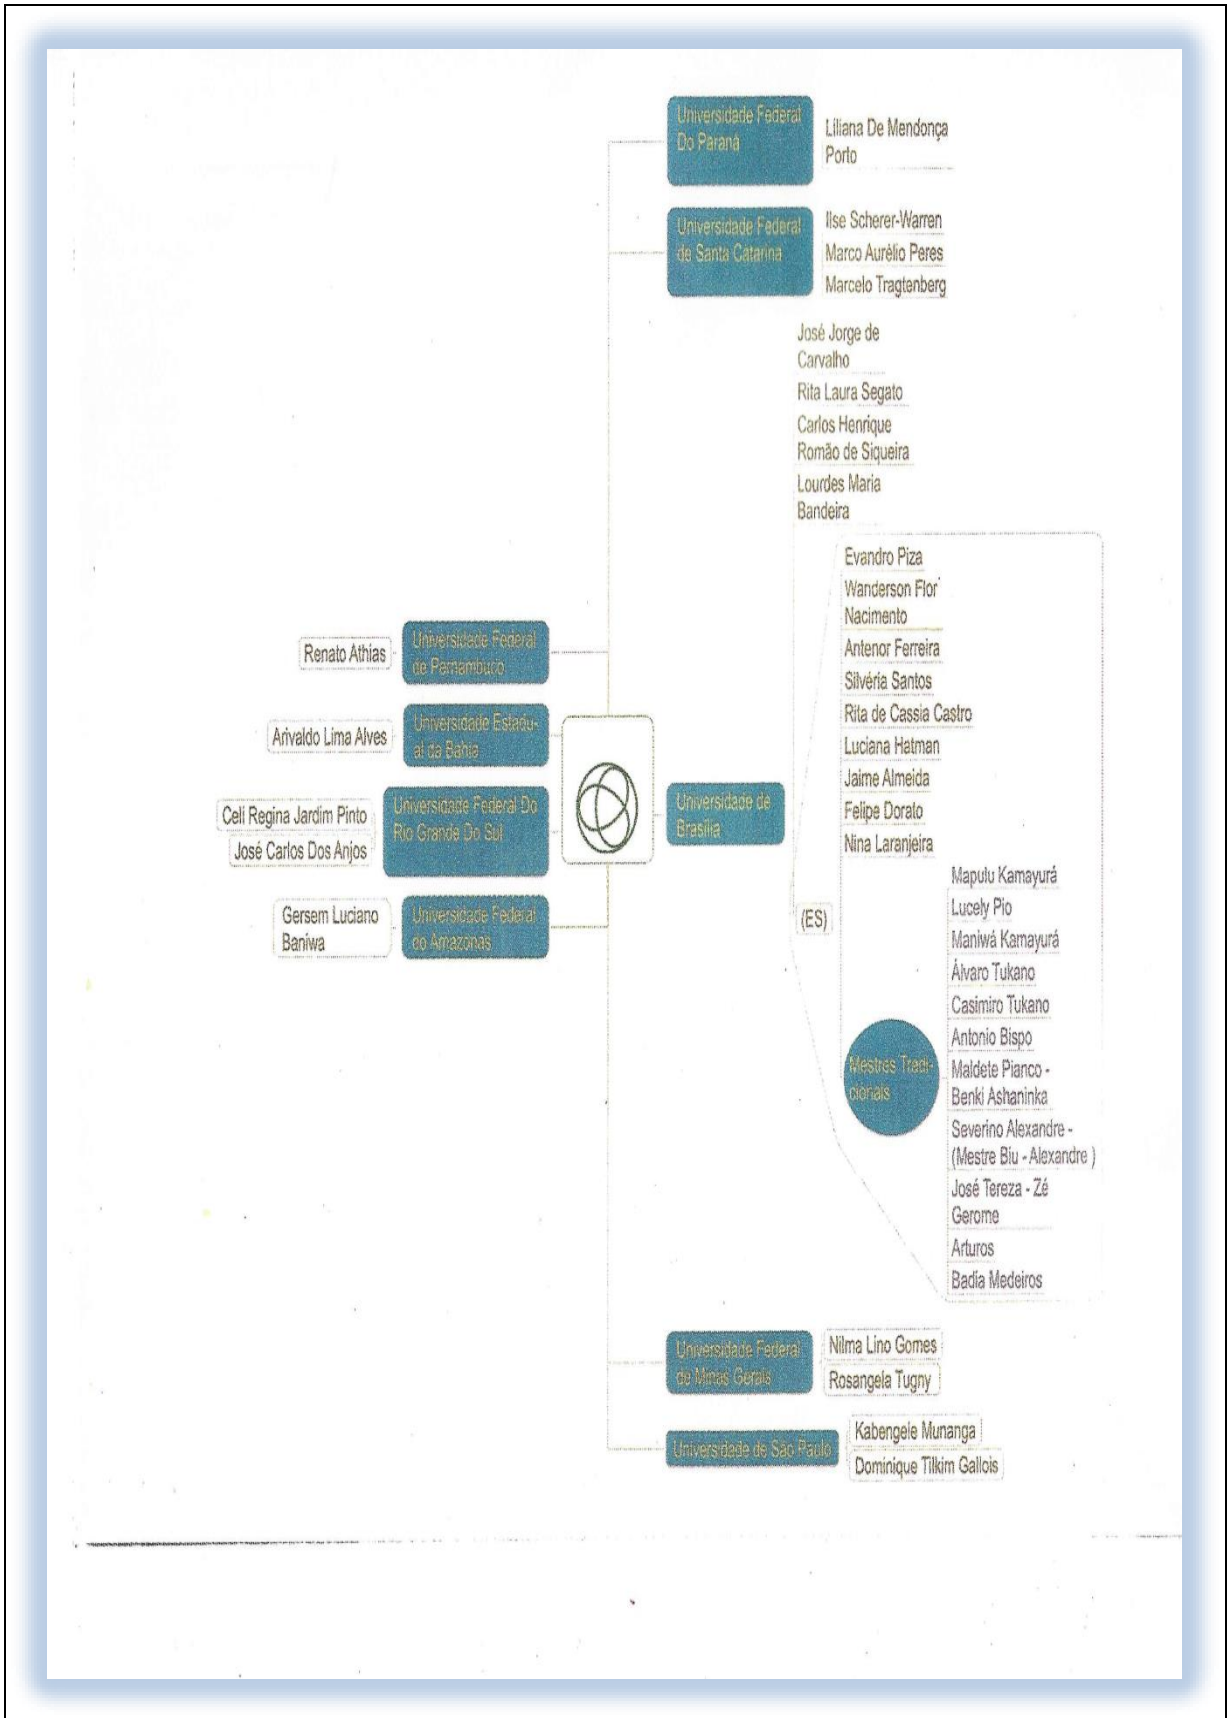 Universidade Federal
Do Paraná
Liliana De Mendonça
Porto
Universidade Federal
de Santa Catarina
Ilse Scherer-Warren
Marco Aurélio Peres
Marcelo Tragtenberg
José Jorge de
Carvalho
Rita Laura Segato
Carlos Henrique
Romão de Siqueira
Lourdes Maria
Bandeira
Evandro Piza
Wanderson Flor
Nacimento
Antenor Ferreira
Silvéria Santos
Rita de Cassia Castro
Luciana Hatman
Jaime Almeida
Felipe Dorato
Nina Laranjeira
Renato Athias
Universidade Federal
de Pernambuco
Arivaldo Lima Alves
Universidade Estadu-
al da Bahia
Celi Regina Jardim Pinto
José Carlos Dos Anjos
Universidade Federal Do
Rio Grande Do Sul
Gersem Luciano
Baniwa
Universidade Federal
do Amazonas
Universidade de
Brasília
(ES)
Mapulu Kamayurá
Lucely Pio
Maniwá Kamayurá
Álvaro Tukano
Casimiro Tukano
Antonio Bispo
Maldete Pianco -
Benki Ashaninka
Severino Alexandre -
(Mestre Biu - Alexandre )
José Tereza - Zé
Gerome
Arturos
Badia Medeiros
Mestres Tradi-
cionais
Universidade Federal
de Minas Gerais
Nilma Lino Gomes
Rosangela Tugny
Universidade de São Paulo
Kabengele Munanga
Dominique Tilkim Gallois